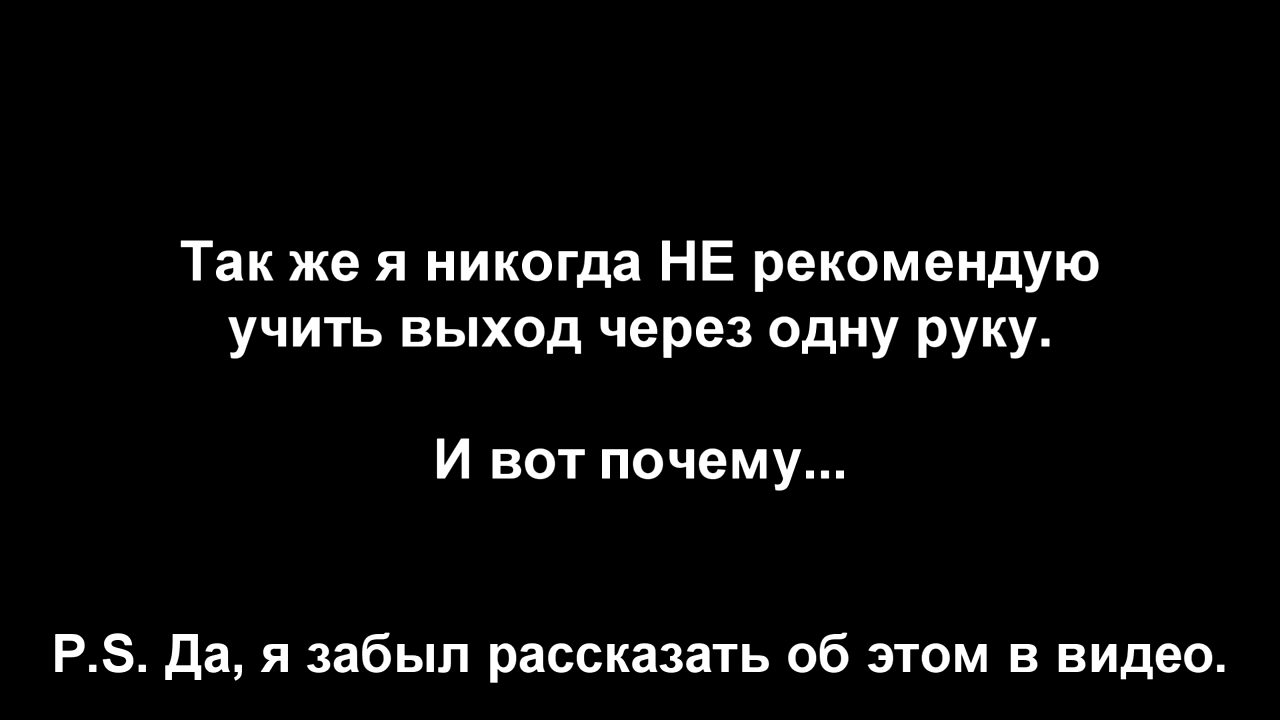 Так же я никогда НЕ рекомендую
учить выход через одну руку.
И вот почему...
P.S. Да, я забыл рассказать об этом в видео.